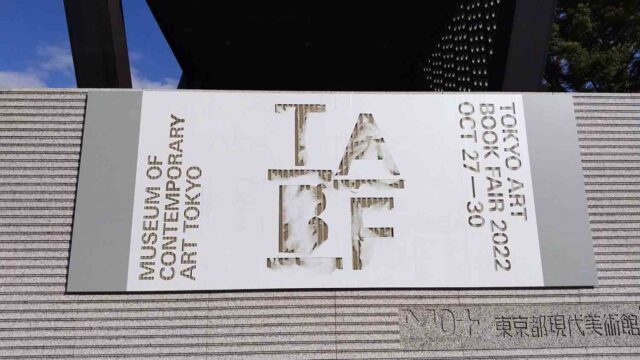 MUSEUM OF
CONTEMPORARY
ART TOKYO
TA
BF
TOKYO ART
BOOK FAIR 2022
OCT 27—30
MOT 東京都現代美術館